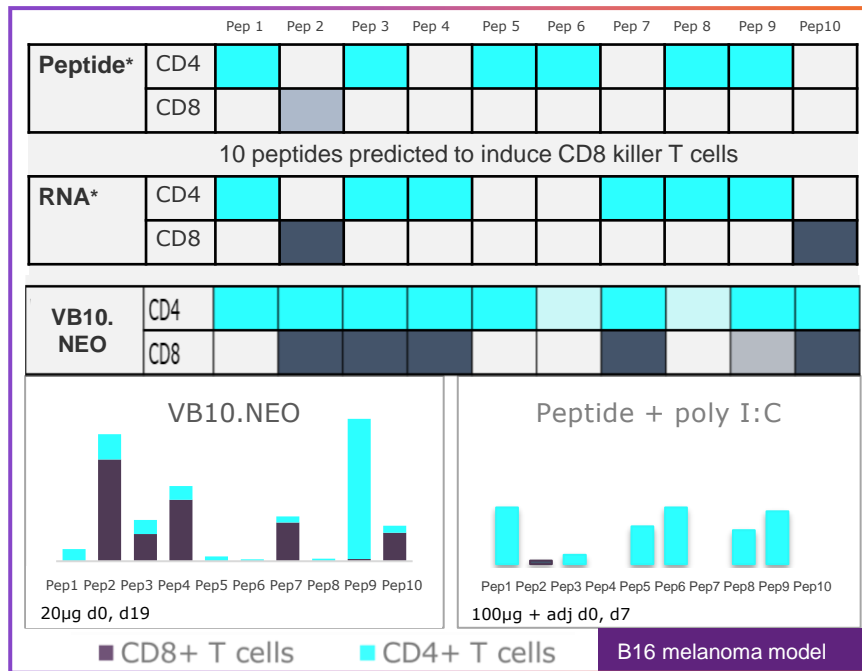 Pep 1 Pep 2 Pep 3 Pep 4 Pep 5 Pep 6 Pep 7 Pep 8 Pep 9 Pep10
Peptide* CD4
CD8
10 peptides predicted to induce CD8 killer T cells
RNA* CD4
CD8
VB10. NEO CD4
CD8
VB10.NEO
Pep1 Pep2 Pep3 Pep4 Pep5 Pep6 Pep7 Pep8 Pep9 Pep10
20µg d0, d19
Peptide + poly I:C
Pep1 Pep2 Pep3 Pep4 Pep5 Pep6 Pep7 Pep8 Pep9 Pep10
100µg + adj d0, d7
CD8+ T cells CD4+ T cells
B16 melanoma model